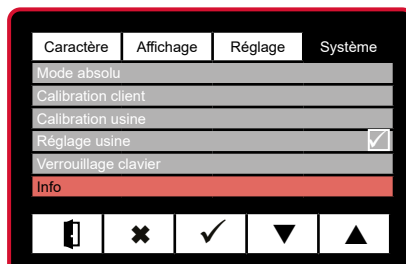 Caractère Affichage Réglage Système
Mode absolu
Calibration client
Calibration usine
Réglage usine
Verrouillage clavier
Info